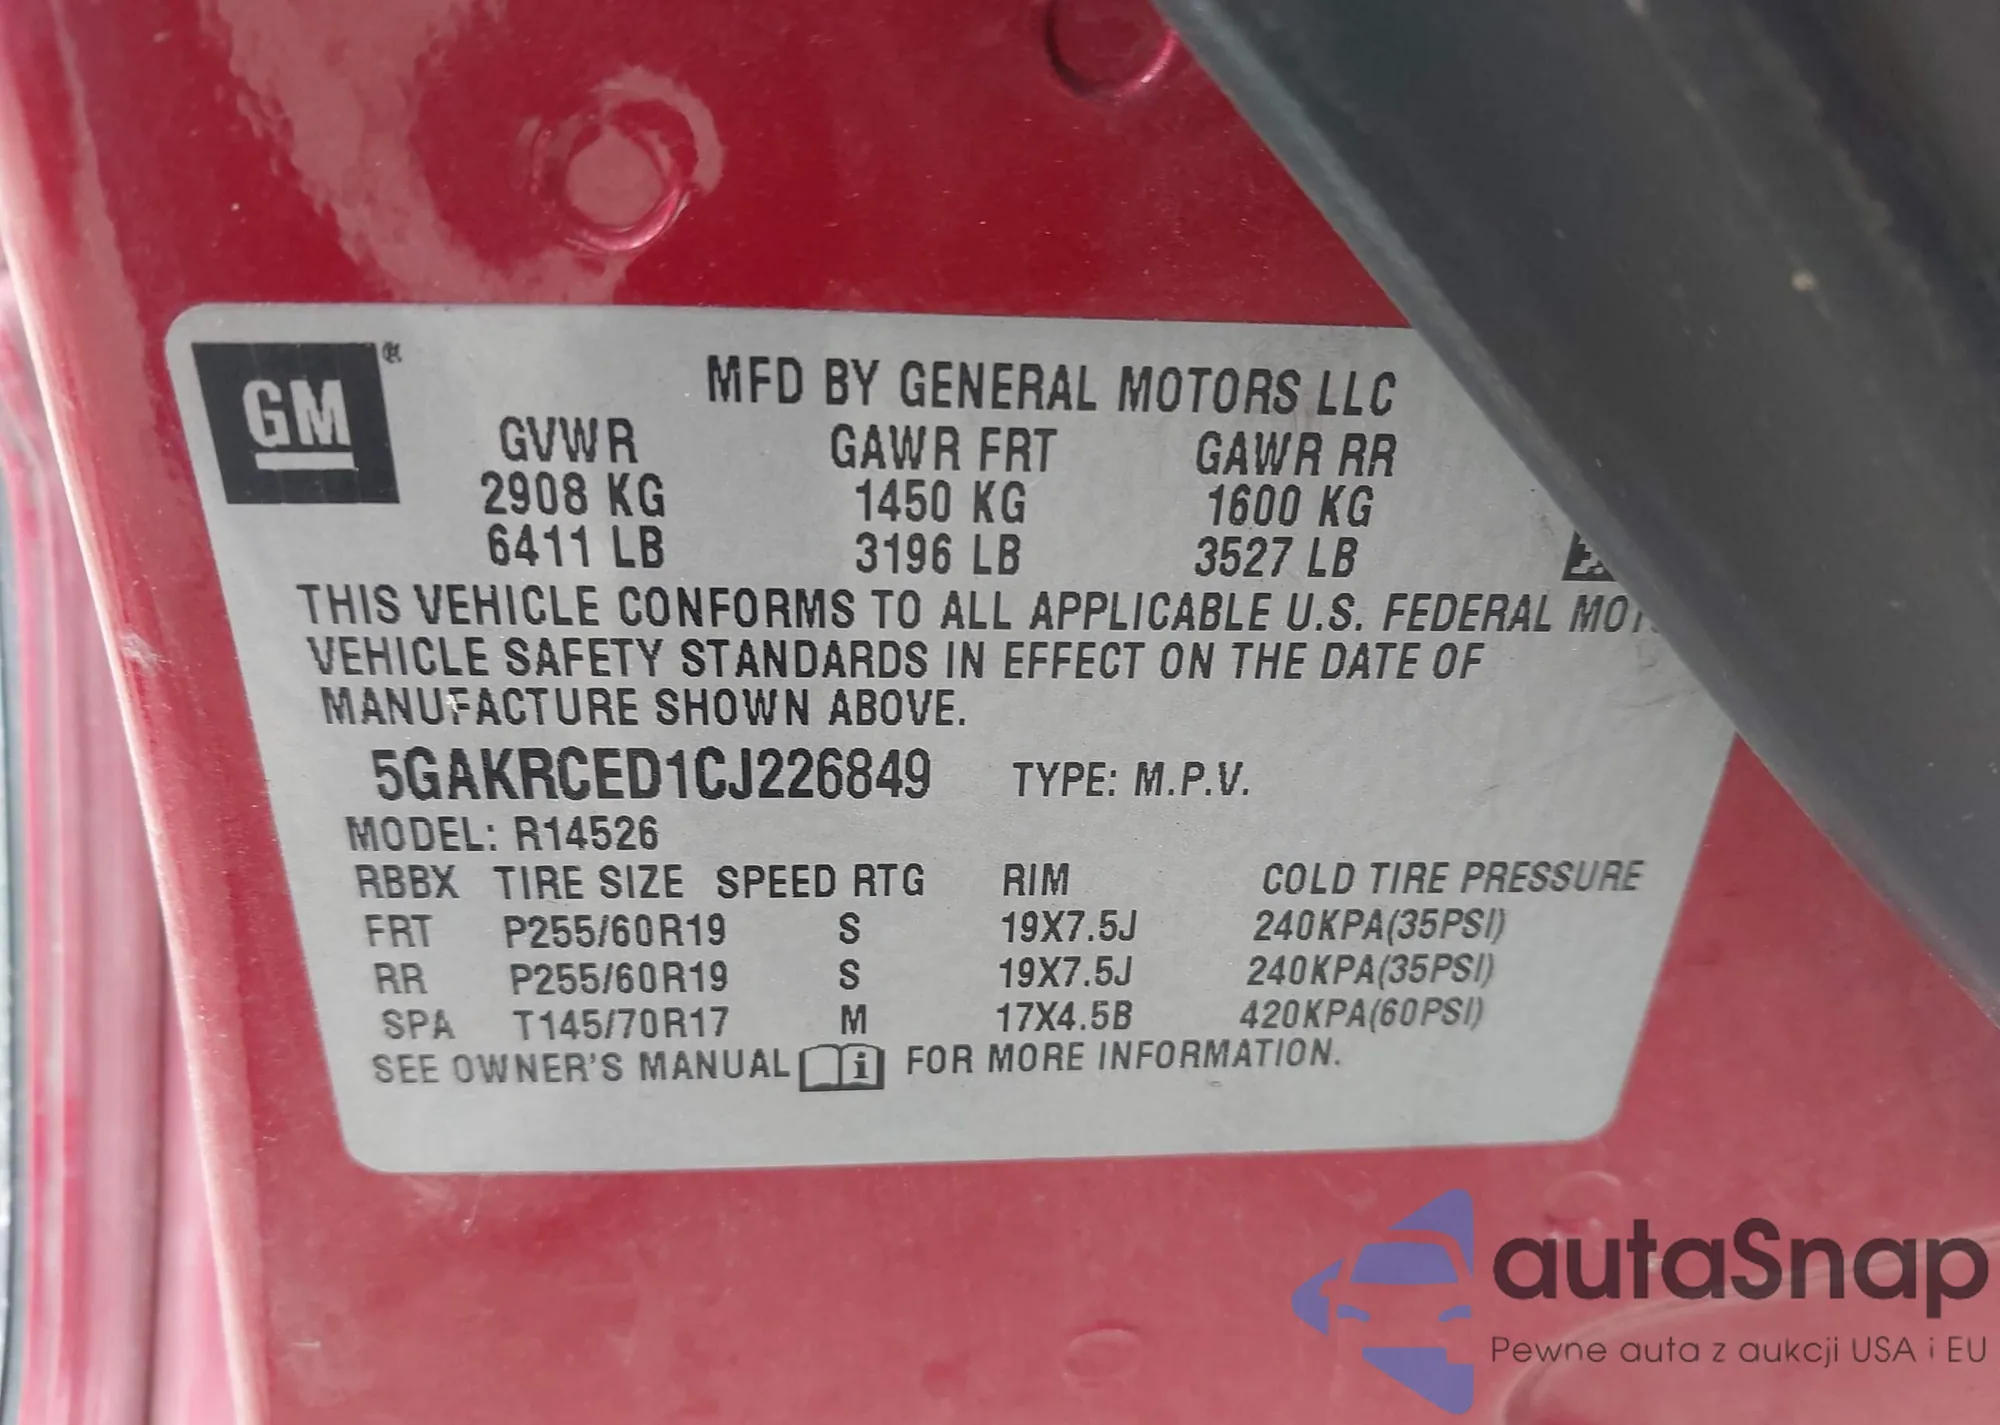 GM ®
MFD BY GENERAL MOTORS LLC
GVWR GAWR FRT GAWR RR
2908 KG 1450 KG 1600 KG
6411 LB 3196 LB 3527 LB
THIS VEHICLE CONFORMS TO ALL APPLICABLE U.S. FEDERAL
VEHICLE SAFETY STANDARDS IN EFFECT ON THE DATE OF
MANUFACTURE SHOWN ABOVE.
5GAKRCED1CJ226849 TYPE: M.P.V.
MODEL: R14526
RBBX TIRE SIZE SPEED RTG RIM COLD TIRE PRESSURE
FRT P255/60R19 S 19X7.5J 240KPA(35PSI)
RR P255/60R19 S 19X7.5J 240KPA(35PSI)
SPA T145/70R17 M 17X4.5B 420KPA(60PSI)
SEE OWNER'S MANUAL i FOR MORE INFORMATION.
autaSnap
Pewne auta z aukcji USA i EU